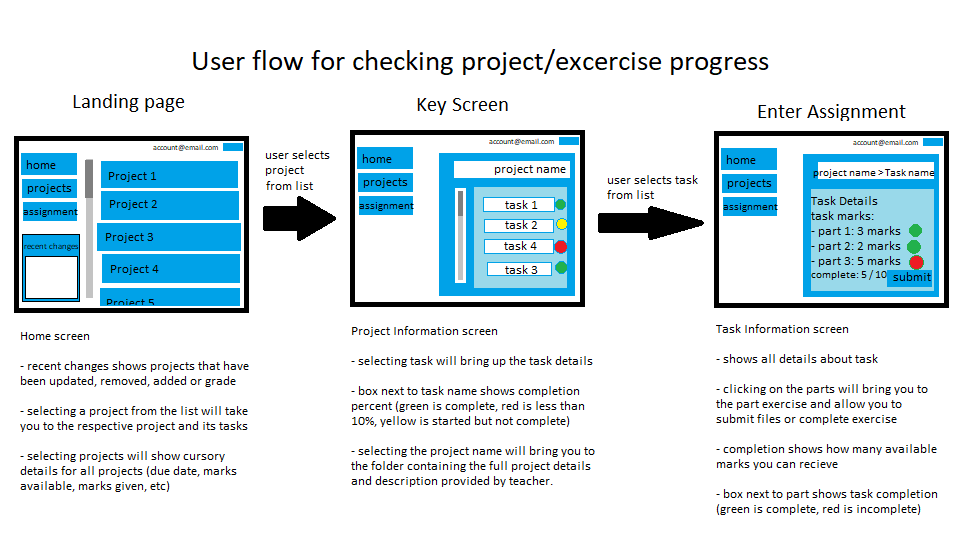 User flow for checking project/excercise progress
Landing page
account@email.com
home
projects
assignment
recent changes
Project 1
Project 2
Project 3
Project 4
Project 5
Home screen
- recent changes shows projects that have
been updated, removed, added or grade
- selecting a project from the list will take
you to the respective project and its tasks
- selecting projects will show cursory
details for all projects (due date, marks
available, marks given, etc)
user selects
project
from list
Key Screen
account@email.com
home
projects
assignment
project name
task 1
task 2
task 4
task 3
Project Information screen
- selecting task will bring up the task details
- box next to task name shows completion
percent (green is complete, red is less than
10%, yellow is started but not complete)
- selecting the project name will bring you to
the folder containing the full project details
and description provided by teacher.
user selects task
from list
Enter Assignment
account@email.com
home
projects
assignment
project name > Task name
Task Details
task marks:
- part 1: 3 marks
- part 2: 2 marks
- part 3: 5 marks
complete: 5 / 10
submit
Task Information screen
- shows all details about task
- clicking on the parts will bring you to
the part exercise and allow you to
submit files or complete exercise
- completion shows how many available
marks you can recieve
- box next to part shows task completion
(green is complete, red is incomplete)